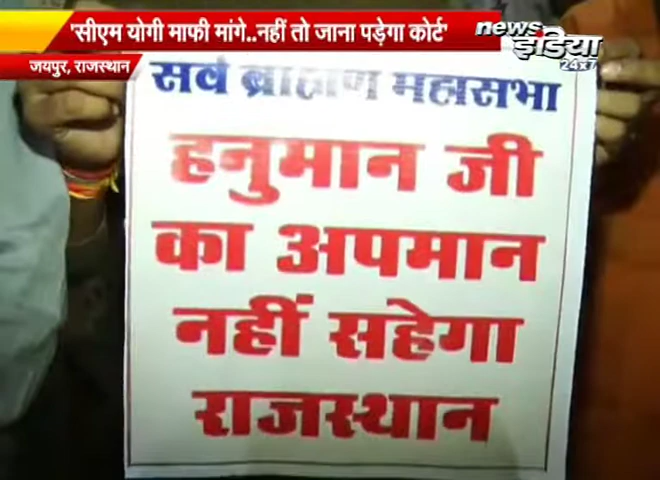 'सीएम योगी माफी मांगे..नहीं तो जाना पड़ेगा कोर्ट'
जयपुर, राजस्थान
news
इंडिया
24x7
सर्व ब्राह्मण महासभा
हनुमान जी
का अपमान
नहीं सहेगा
राजस्थान